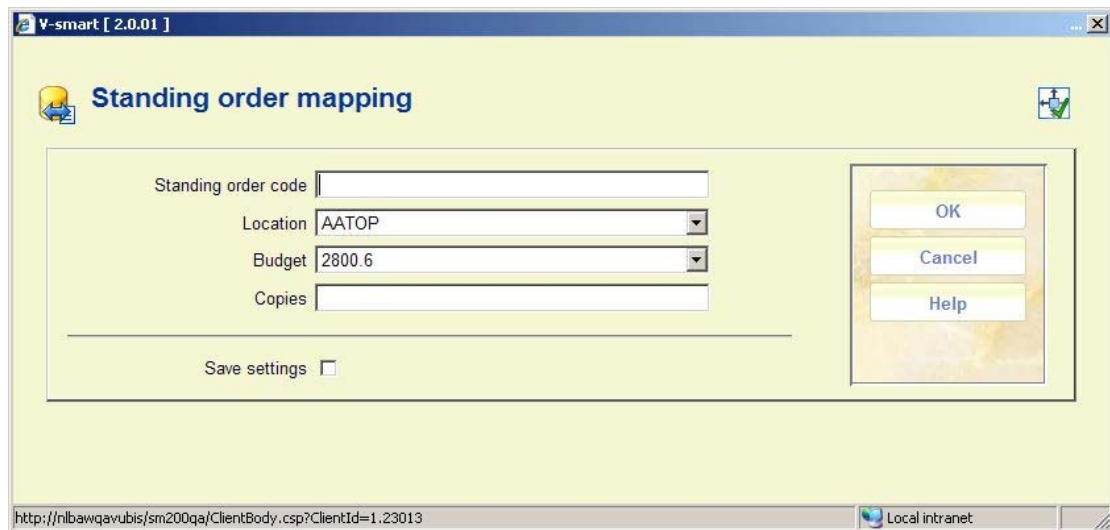 V-smart [ 2.0.01 ]
Standing order mapping
Standing order code
Location AATOP
Budget 2800.6
Copies
Save settings
OK
Cancel
Help
http://nlbawqavubis/sm200qa/ClientBody.csp?ClientId=1.23013
Local intranet